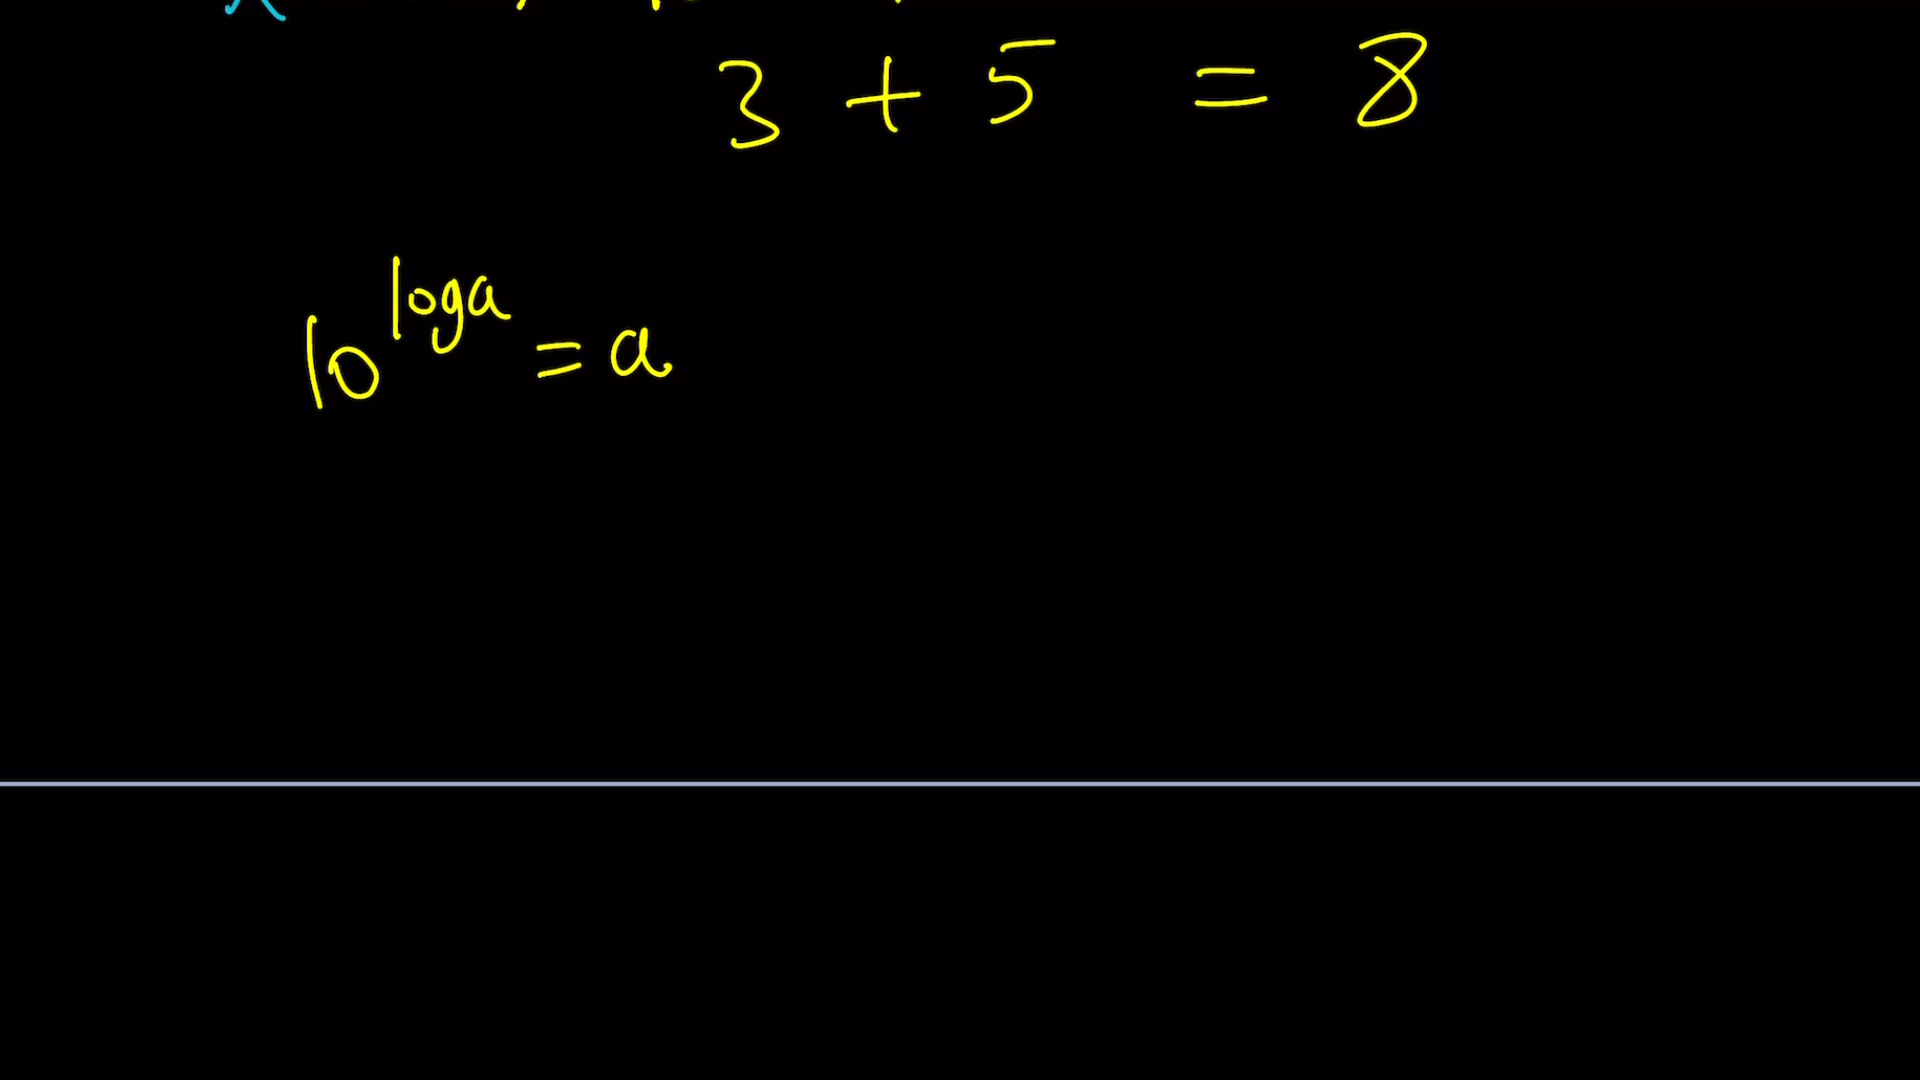 3 + 5 = 8
10^{log a} = a